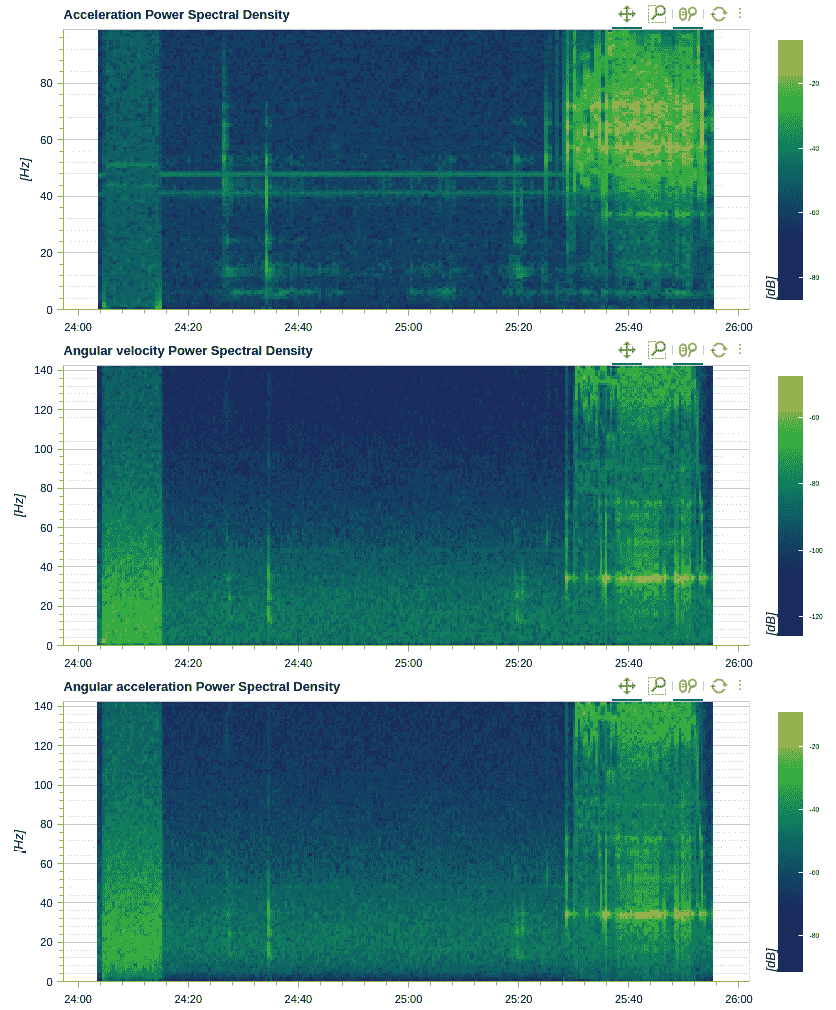 Acceleration Power Spectral Density
80
60
40
20
0
[Hz]
24:00 24:20 24:40 25:00 25:20 25:40 26:00
-20
-40
-60
-80
[dB]
Angular velocity Power Spectral Density
140
120
100
80
60
40
20
0
[Hz]
24:00 24:20 24:40 25:00 25:20 25:40 26:00
-60
-80
-100
-120
[dB]
Angular acceleration Power Spectral Density
140
120
100
80
60
40
20
0
[Hz]
24:00 24:20 24:40 25:00 25:20 25:40 26:00
-20
-40
-60
-80
[dB]